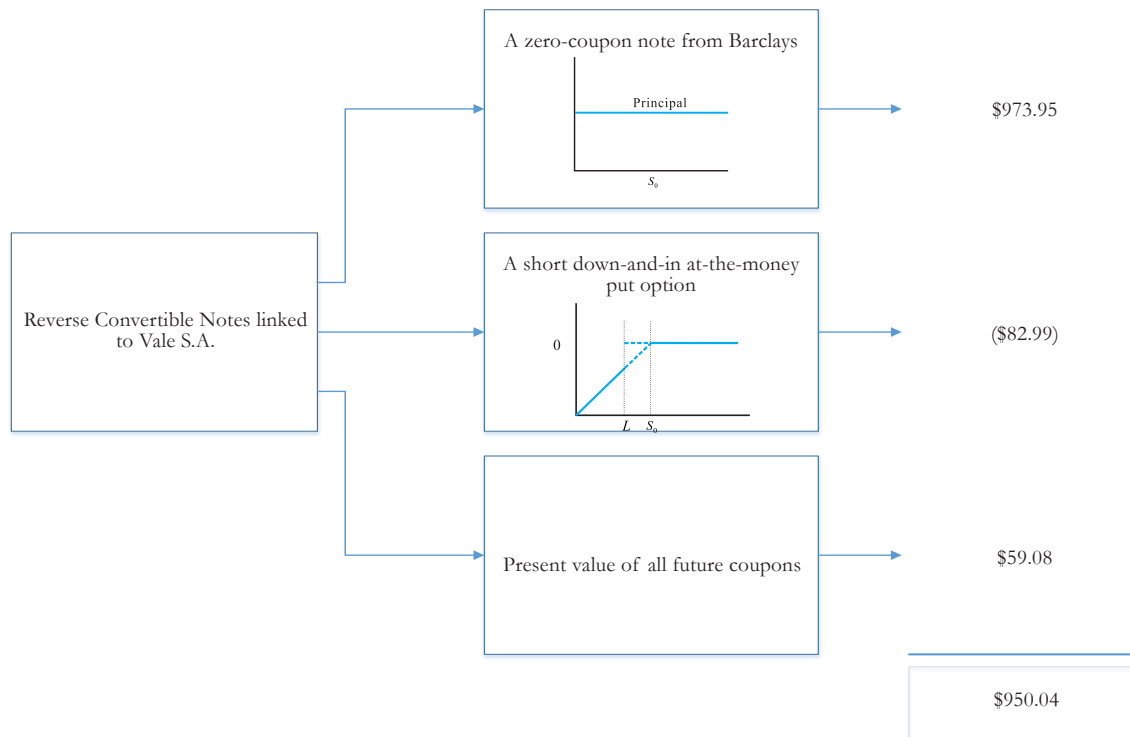 A zero-coupon note from Barclays
Principal
S₀
$973.95
Reverse Convertible Notes linked
to Vale S.A.
A short down-and-in at-the-money
put option
0
L S₀
($82.99)
Present value of all future coupons
$59.08
$950.04